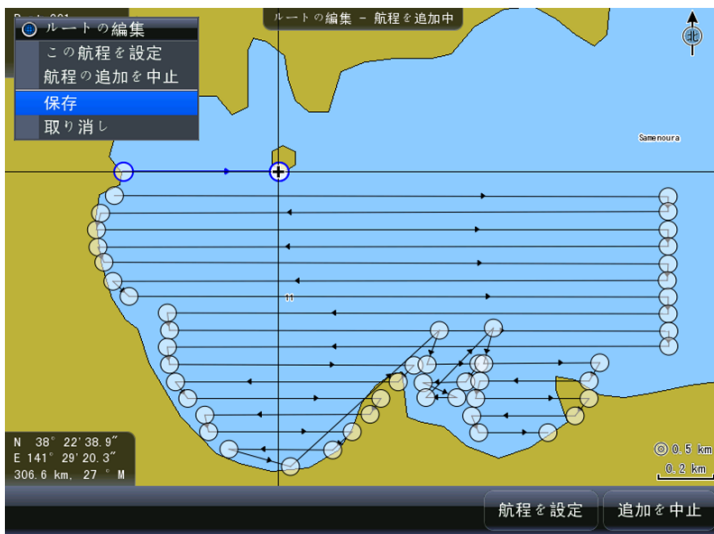 ルートの編集 - 航程を追加中
ルートの編集
この航程を設定
航程の追加を中止
保存
取り消し
北
Samenoura
11
N 38° 22'38.9"
E 141° 29'20.3"
306.6 km, 27 ° M
0.5 km
0.2 km
航程を設定
追加を中止